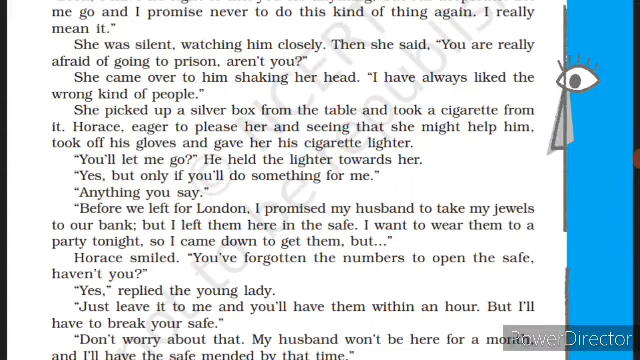 me go and I promise never to do this kind of thing again. I really
mean it.”
She was silent, watching him closely. Then she said, “You are really
afraid of going to prison, aren’t you?”
She came over to him shaking her head. “I have always liked the
wrong kind of people.”
She picked up a silver box from the table and took a cigarette from
it. Horace, eager to please her and seeing that she might help him,
took off his gloves and gave her his cigarette lighter.
“You’ll let me go?” He held the lighter towards her.
“Yes, but only if you’ll do something for me.”
“Anything you say.”
“Before we left for London, I promised my husband to take my jewels
to our bank; but I left them here in the safe. I want to wear them to a
party tonight, so I came down to get them, but...”
Horace smiled. “You’ve forgotten the numbers to open the safe,
haven’t you?”
“Yes,” replied the young lady.
“Just leave it to me and you’ll have them within an hour. But I’ll
have to break your safe.”
“Don’t worry about that. My husband won’t be here for a month,
and I’ll have the safe mended by that time.”
© NCERT
not to be republis
PowerDirector